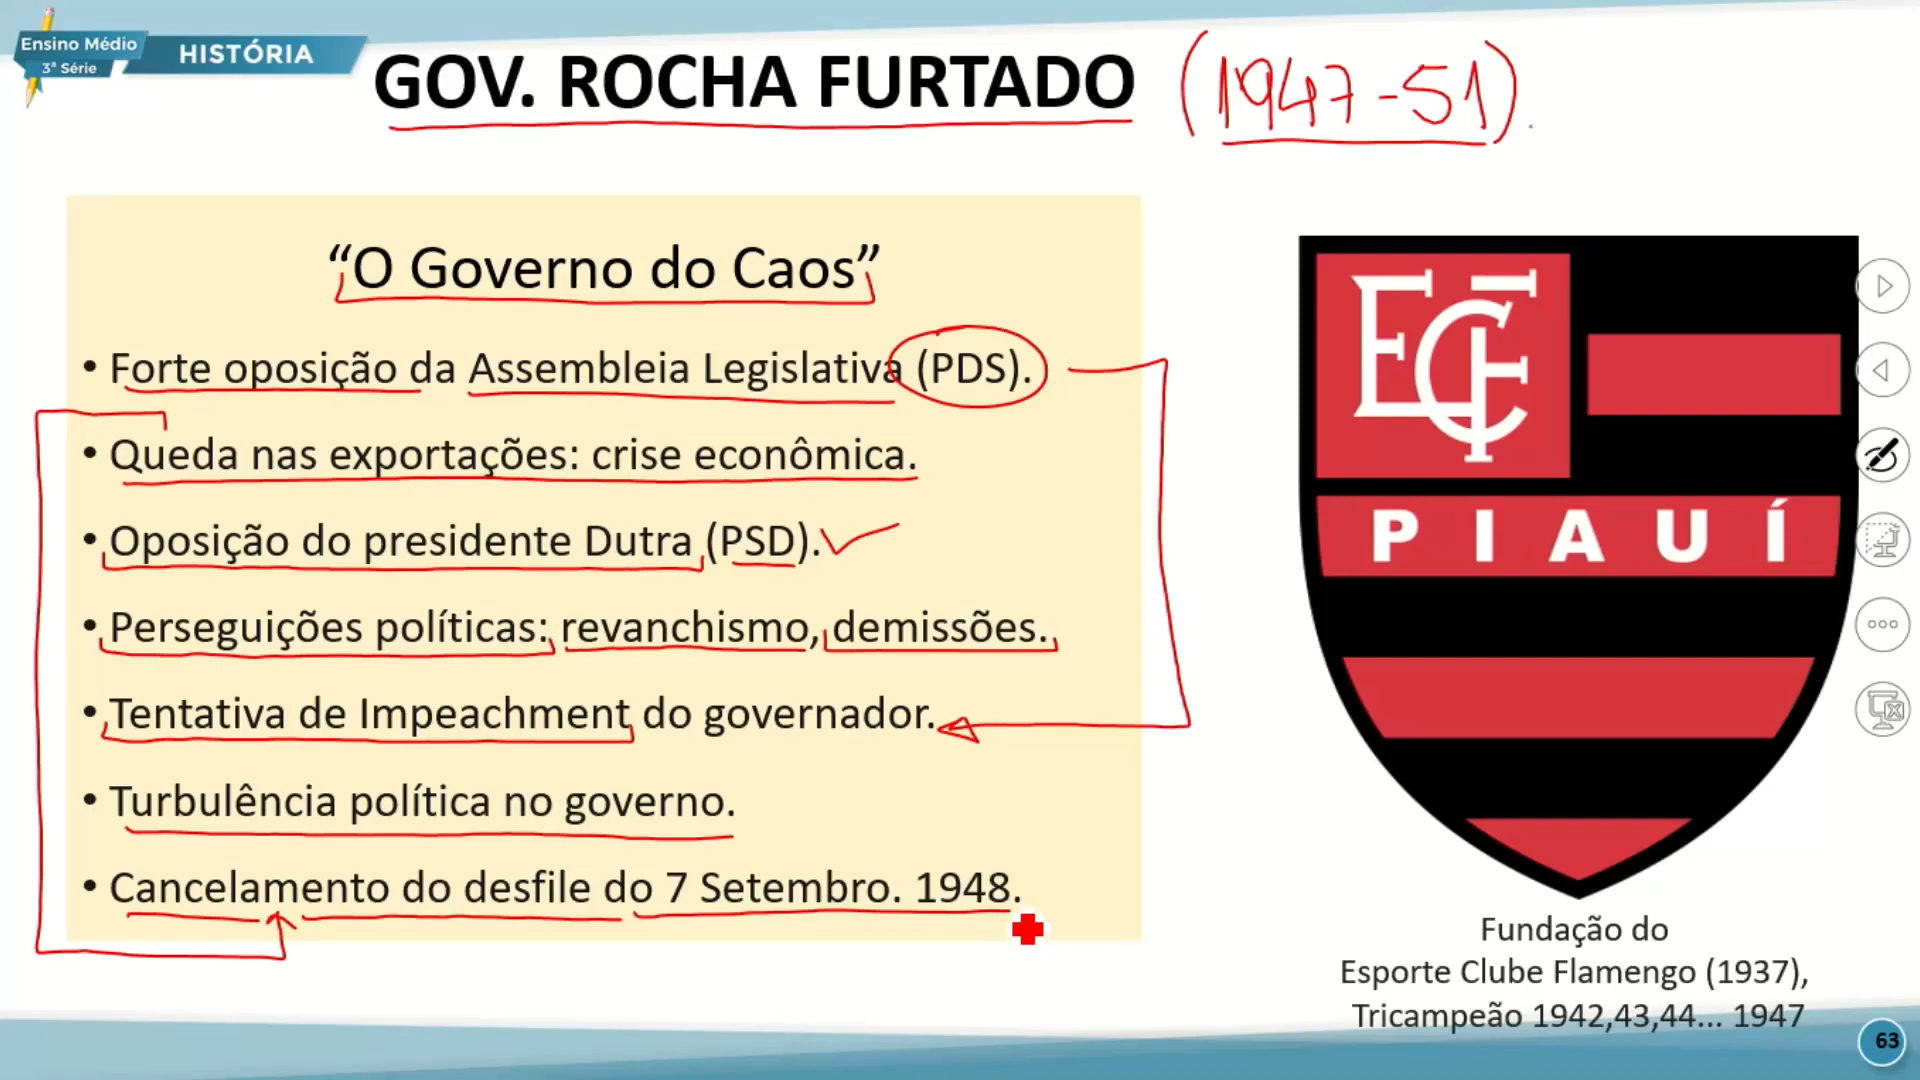 Ensino Médio
3ª Série
HISTÓRIA
GOV. ROCHA FURTADO (1947-51).
“O Governo do Caos”
• Forte oposição da Assembleia Legislativa (PDS).
• Queda nas exportações: crise econômica.
• Oposição do presidente Dutra (PSD).
• Perseguições políticas: revanchismo, demissões.
• Tentativa de Impeachment do governador.
• Turbulência política no governo.
• Cancelamento do desfile do 7 Setembro. 1948.
ECF
PIAUÍ
Fundação do
Esporte Clube Flamengo (1937),
Tricampeão 1942,43,44... 1947
63